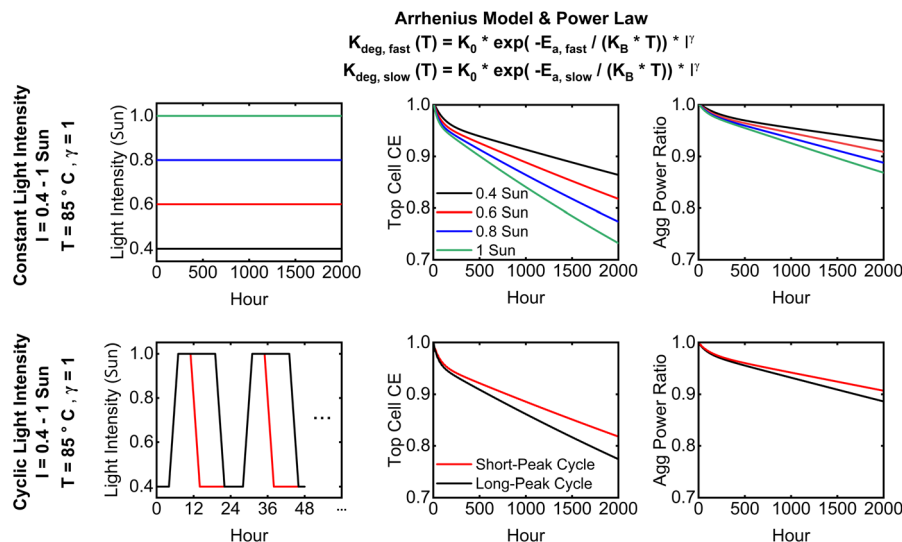 Arrhenius Model & Power Law
K_deg, fast (T) = K_0 * exp( -E_a, fast / (K_B * T)) * I^γ
K_deg, slow (T) = K_0 * exp( -E_a, slow / (K_B * T)) * I^γ
Constant Light Intensity
I = 0.4 - 1 Sun
T = 85 ° C , γ = 1
Light Intensity (Sun)
1.0
0.8
0.6
0.4
0 500 1000 1500 2000
Hour
Top Cell CE
1.0
0.9
0.8
0.7
0.4 Sun
0.6 Sun
0.8 Sun
1 Sun
0 500 1000 1500 2000
Hour
Agg Power Ratio
1.0
0.9
0.8
0.7
0 500 1000 1500 2000
Hour
Cyclic Light Intensity
I = 0.4 - 1 Sun
T = 85 ° C , γ = 1
Light Intensity (Sun)
1.0
0.8
0.6
0.4
...
0 12 24 36 48 ...
Hour
Top Cell CE
1.0
0.9
0.8
0.7
Short-Peak Cycle
Long-Peak Cycle
0 500 1000 1500 2000
Hour
Agg Power Ratio
1.0
0.9
0.8
0.7
0 500 1000 1500 2000
Hour